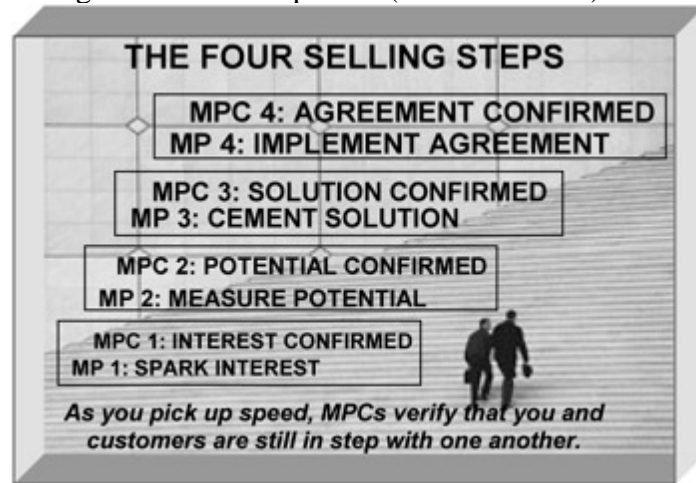 THE FOUR SELLING STEPS
MPC 4: AGREEMENT CONFIRMED
MP 4: IMPLEMENT AGREEMENT
MPC 3: SOLUTION CONFIRMED
MP 3: CEMENT SOLUTION
MPC 2: POTENTIAL CONFIRMED
MP 2: MEASURE POTENTIAL
MPC 1: INTEREST CONFIRMED
MP 1: SPARK INTEREST
As you pick up speed, MPCs verify that you and
customers are still in step with one another.